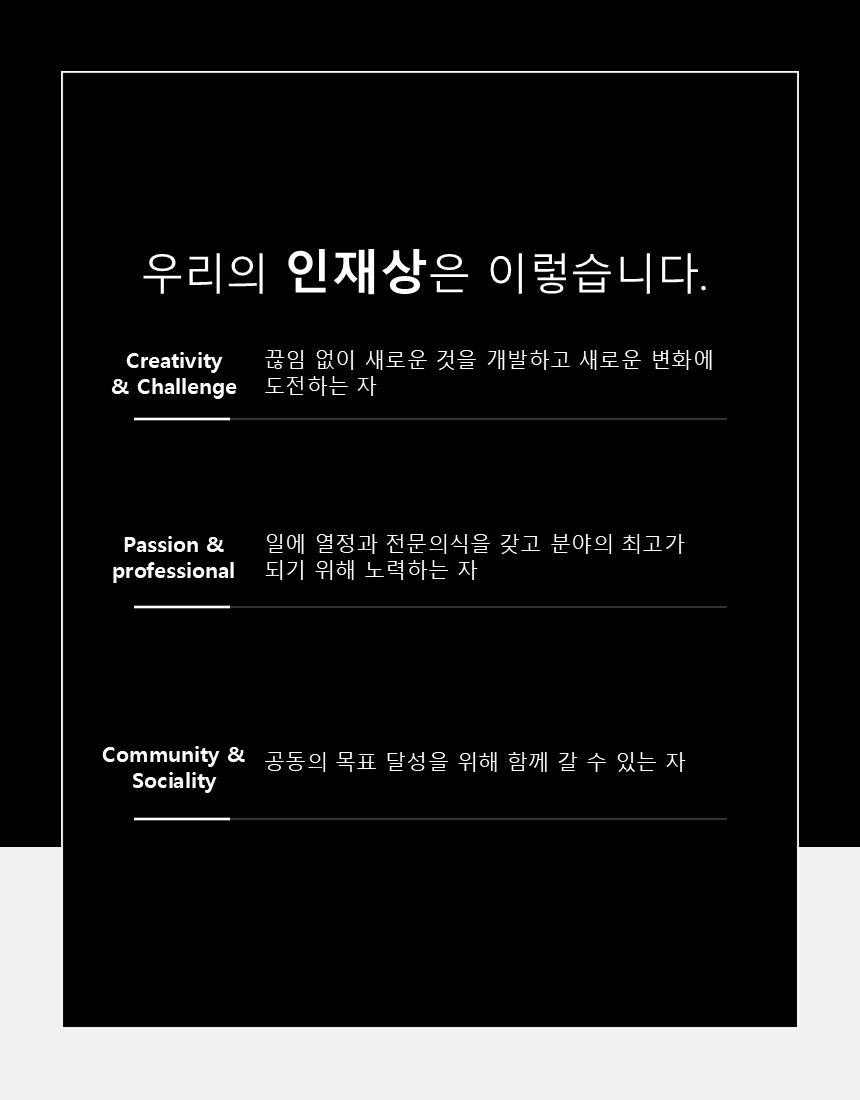 우리의 인재상은 이렇습니다.
Creativity
& Challenge
끊임 없이 새로운 것을 개발하고 새로운 변화에
도전하는 자
Passion &
professional
일에 열정과 전문의식을 갖고 분야의 최고가
되기 위해 노력하는 자
Community &
Sociality
공동의 목표 달성을 위해 함께 갈 수 있는 자